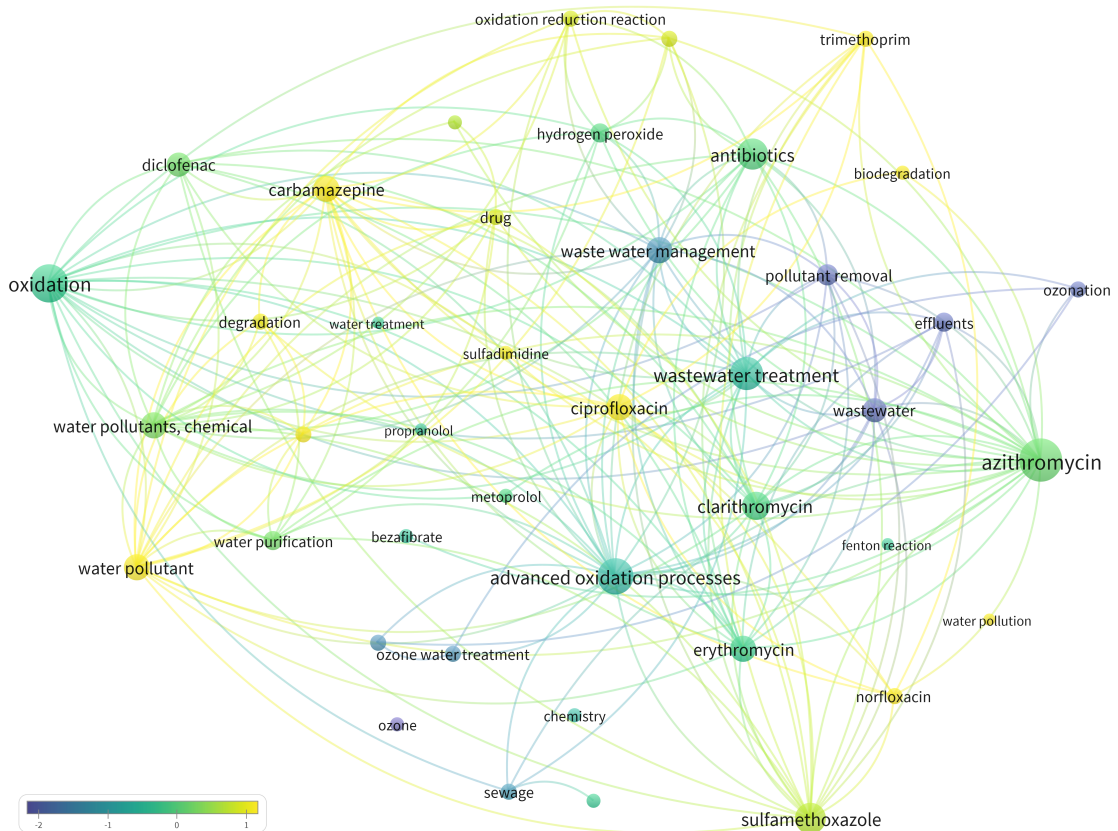 oxidation reduction reaction
trimethoprim
hydrogen peroxide
antibiotics
diclofenac
biodegradation
carbamazepine
drug
waste water management
pollutant removal
oxidation
ozonation
degradation
water treatment
effluents
sulfadimidine
wastewater treatment
ciprofloxacin
wastewater
water pollutants, chemical
propranolol
azithromycin
metoprolol
clarithromycin
bezafibrate
water purification
fenton reaction
water pollutant
advanced oxidation processes
water pollution
erythromycin
ozone water treatment
norfloxacin
chemistry
ozone
sewage
sulfamethoxazole
-2
-1
0
1